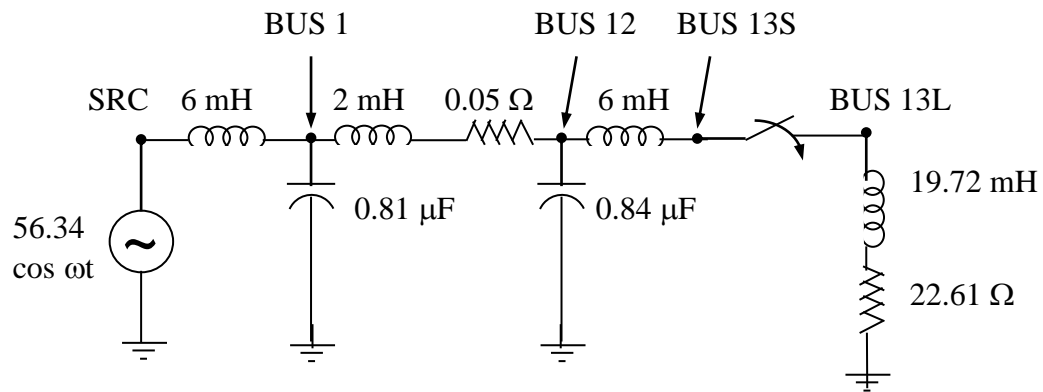 BUS 1
BUS 12
BUS 13S
SRC
6 mH
2 mH
0.05 Ω
6 mH
BUS 13L
0.81 μF
0.84 μF
19.72 mH
22.61 Ω
56.34
cos ωt
~